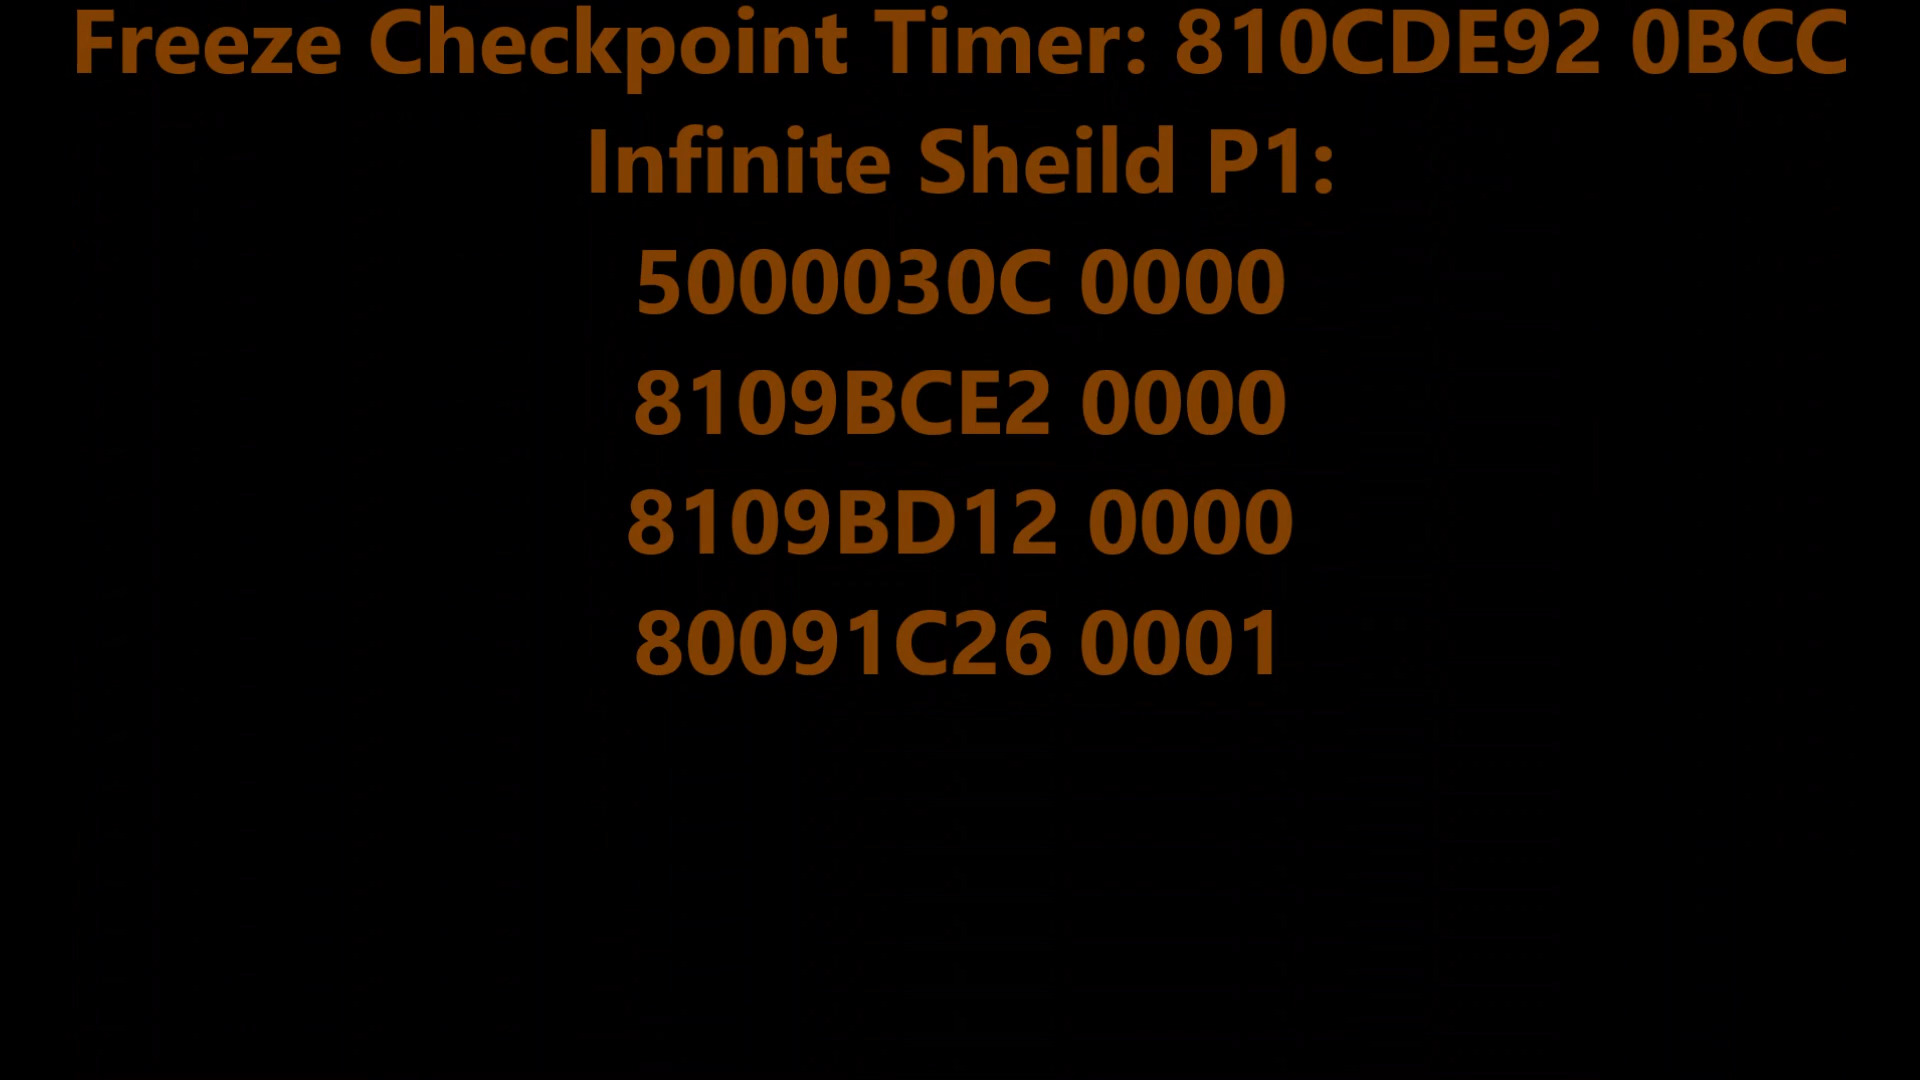 Freeze Checkpoint Timer: 810CDE92 0BCC
Infinite Sheild P1:
5000030C 0000
8109BCE2 0000
8109BD12 0000
80091C26 0001